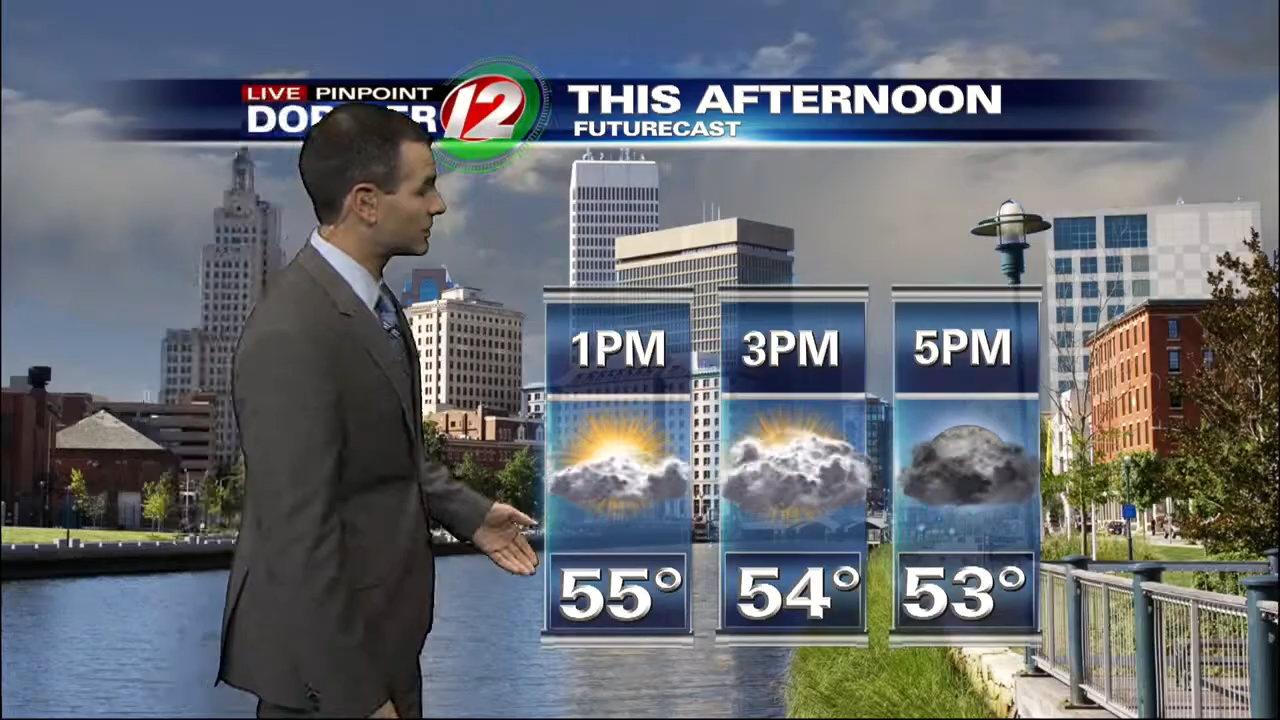 LIVE PINPOINT
12
THIS AFTERNOON
FUTURECAST
1PM
3PM
5PM
55°
54°
53°